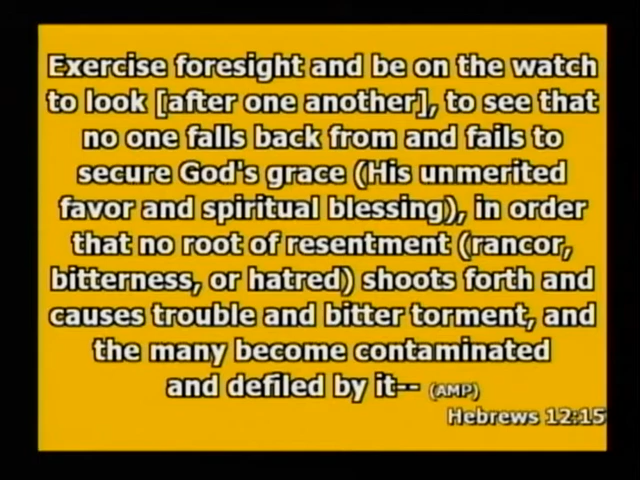 Exercise foresight and be on the watch
to look [after one another], to see that
no one falls back from and fails to
secure God's grace (His unmerited
favor and spiritual blessing), in order
that no root of resentment (rancor,
bitterness, or hatred) shoots forth and
causes trouble and bitter torment, and
the many become contaminated
and defiled by it-- (AMP)
Hebrews 12:15